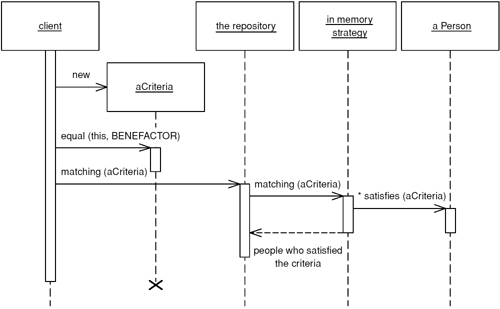 client
the repository
in memory
strategy
a Person
new
aCriteria
equal (this, BENEFACTOR)
matching (aCriteria)
matching (aCriteria)
* satisfies (aCriteria)
people who satisfied
the criteria